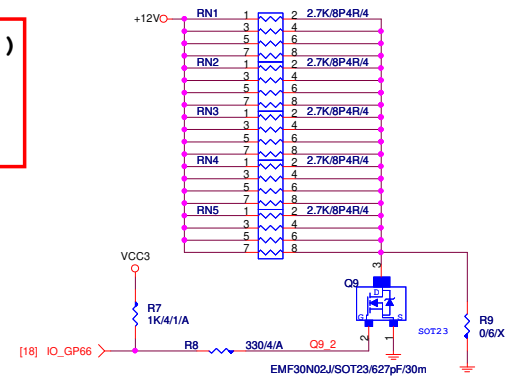 )
+12V
RN1 1 2 2.7K/8P4R/4
3 4
5 6
7 8
RN2 1 2 2.7K/8P4R/4
3 4
5 6
7 8
RN3 1 2 2.7K/8P4R/4
3 4
5 6
7 8
RN4 1 2 2.7K/8P4R/4
3 4
5 6
7 8
RN5 1 2 2.7K/8P4R/4
3 4
5 6
7 8
VCC3
3
Q9
D
G S
R7
1K/4/1/A
R9
0/6/X
SOT23
2 1
[18] IO_GP66
R8 330/4/A Q9_2
EMF30N02J/SOT23/627pF/30m